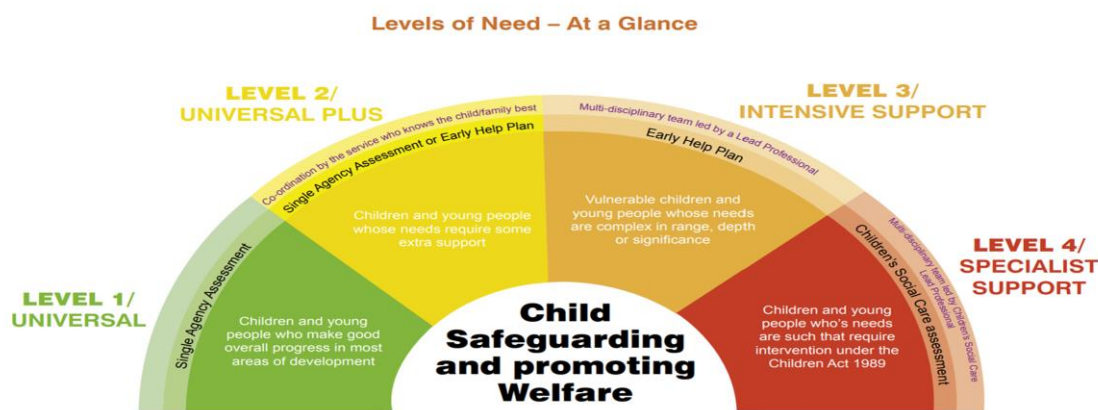 Levels of Need – At a Glance
LEVEL 1/
UNIVERSAL
Single Agency Assessment
Children and young
people who make good
overall progress in most
areas of development
LEVEL 2/
UNIVERSAL PLUS
Co-ordination by the service who knows the child/family best
Single Agency Assessment or Early Help Plan
Children and young people
whose needs require some
extra support
LEVEL 3/
INTENSIVE SUPPORT
Multi-disciplinary team led by a Lead Professional
Early Help Plan
Vulnerable children and
young people whose needs
are complex in range, depth
or significance
LEVEL 4/
SPECIALIST
SUPPORT
Multi-disciplinary team led by Children's Social Care
Lead Professional
Children's Social Care assessment
Children and young
people who's needs
are such that require
intervention under the
Children Act 1989
Child
Safeguarding
and promoting
Welfare